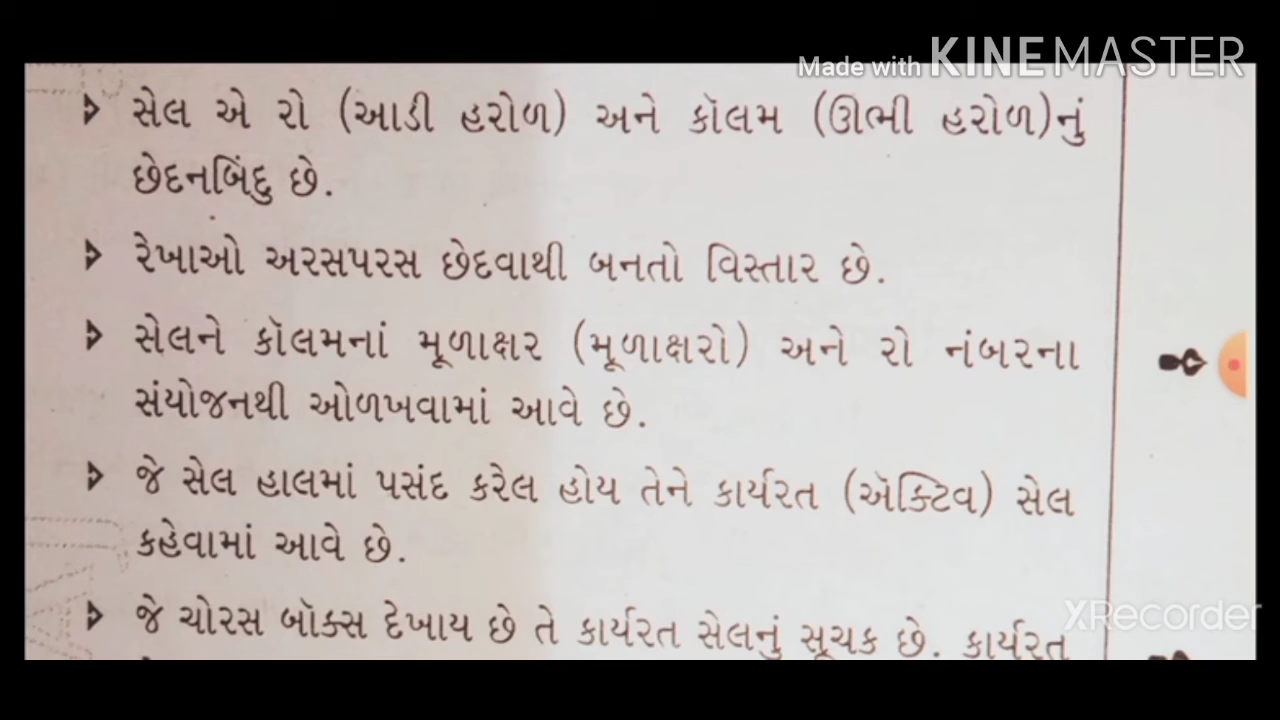 Made with KINEMASTER
સેલ એ રો (આડી હરોળ) અને કૉલમ (ઊભી હરોળ)નું
છેદનબિંદુ છે.
રેખાઓ અરસપરસ છેદવાથી બનતો વિસ્તાર છે.
સેલને કૉલમનાં મૂળાક્ષર (મૂળાક્ષરો) અને રો નંબરના
સંયોજનથી ઓળખવામાં આવે છે.
જે સેલ હાલમાં પસંદ કરેલ હોય તેને કાર્યરત (ઍક્ટિવ) સેલ
કહેવામાં આવે છે.
જે ચોરસ બૉક્સ દેખાય છે તે કાર્યરત સેલનું સૂચક છે. કાર્યરત
XRecorder